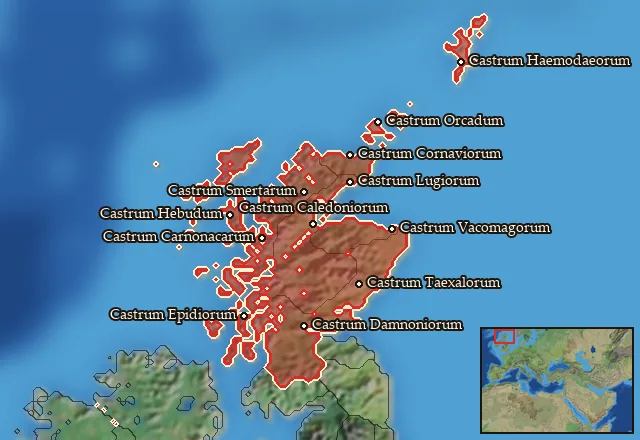 Castrum Haemodaeorum
Castrum Orcadum
Castrum Cornaviorum
Castrum Lugiorum
Castrum Smertarum
Castrum Caledoniorum
Castrum Hebudum
Castrum Vacomagorum
Castrum Carnonacarum
Castrum Taexalorum
Castrum Epidiorum
Castrum Damnoniorum